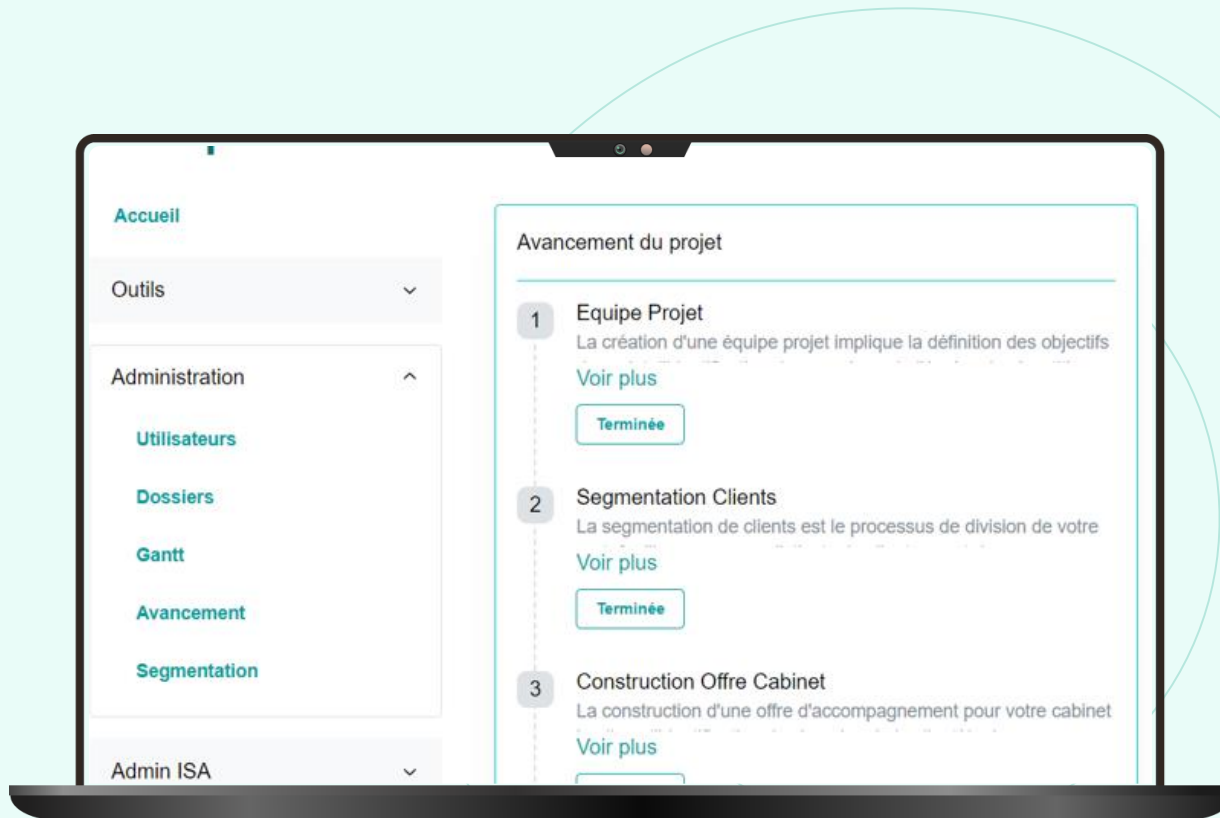 Accueil
Outils
Administration
Utilisateurs
Dossiers
Gantt
Avancement
Segmentation
Admin ISA
Avancement du projet
1
Equipe Projet
La création d'une équipe projet implique la définition des objectifs
Voir plus
Terminée
2
Segmentation Clients
La segmentation de clients est le processus de division de votre
Voir plus
Terminée
3
Construction Offre Cabinet
La construction d'une offre d'accompagnement pour votre cabinet
Voir plus